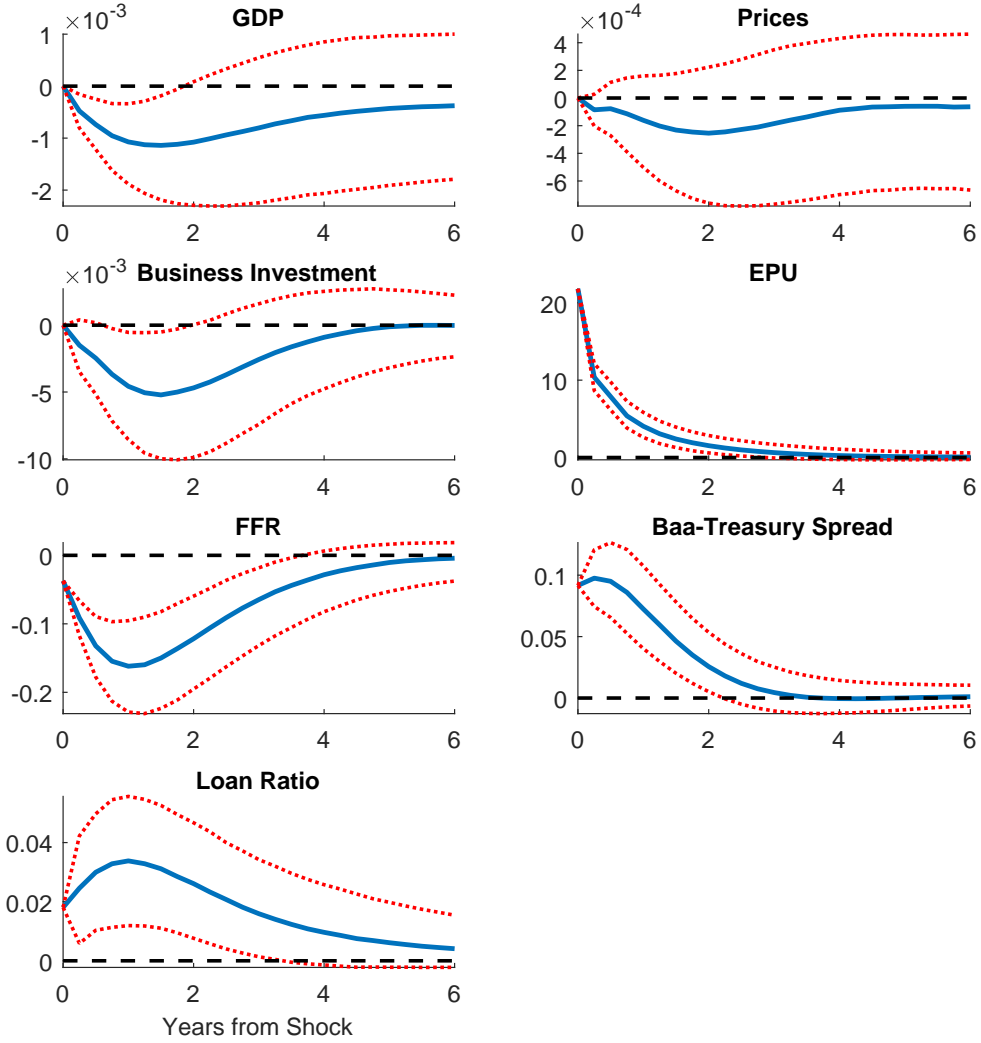 ×10⁻³
GDP
1
0
-1
-2
0 2 4 6
×10⁻⁴
Prices
4
2
0
-2
-4
-6
0 2 4 6
×10⁻³
Business Investment
0
-5
-10
0 2 4 6
EPU
20
10
0
0 2 4 6
FFR
0
-0.1
-0.2
0 2 4 6
Baa-Treasury Spread
0.1
0.05
0
0 2 4 6
Loan Ratio
0.04
0.02
0
0 2 4 6
Years from Shock